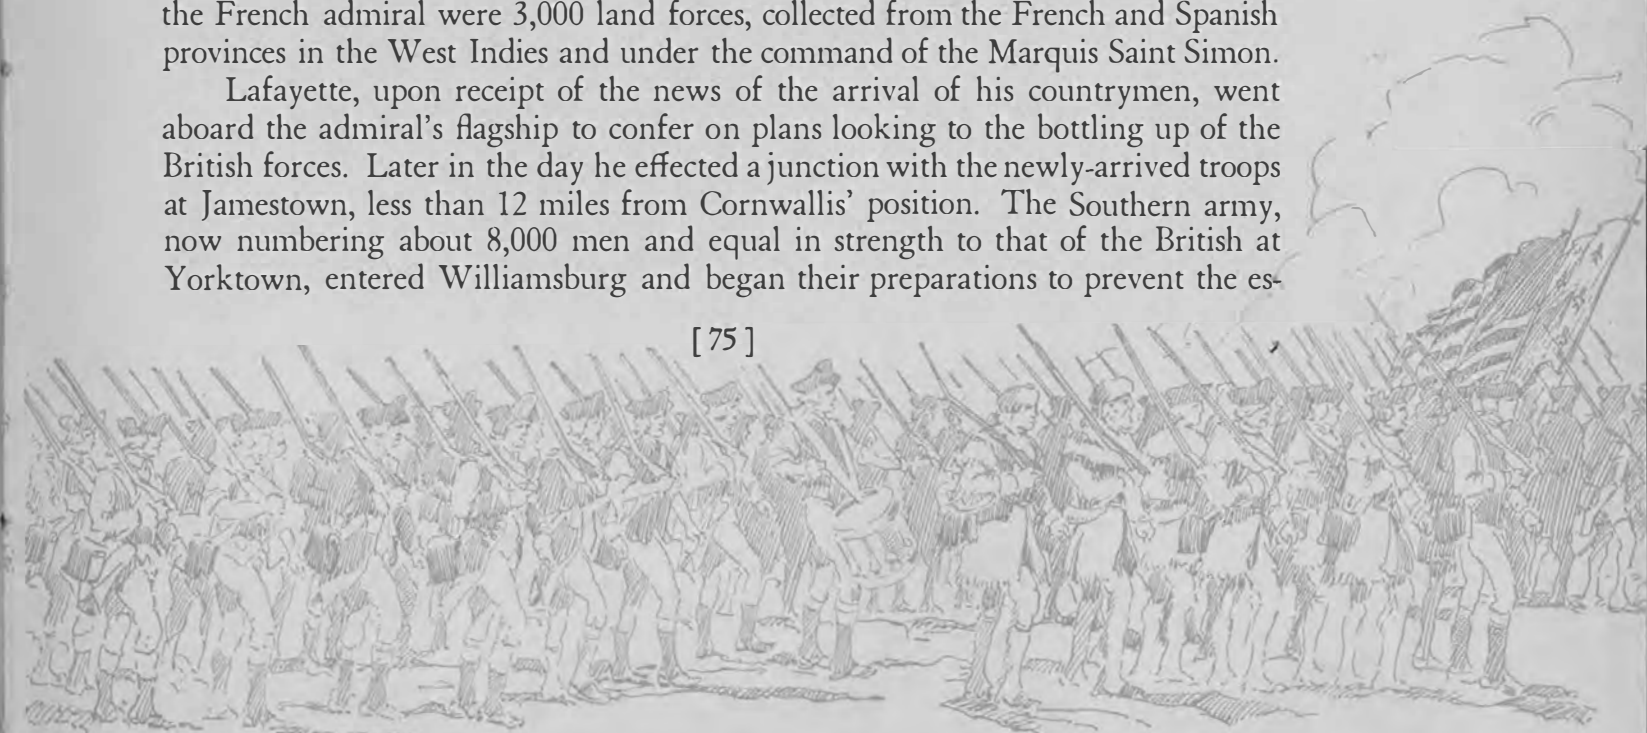 the French admiral were 3,000 land forces, collected from the French and Spanish
provinces in the West Indies and under the command of the Marquis Saint Simon.
Lafayette, upon receipt of the news of the arrival of his countrymen, went
aboard the admiral's flagship to confer on plans looking to the bottling up of the
British forces. Later in the day he effected a junction with the newly-arrived troops
at Jamestown, less than 12 miles from Cornwallis' position. The Southern army,
now numbering about 8,000 men and equal in strength to that of the British at
Yorktown, entered Williamsburg and began their preparations to prevent the es-
[ 75 ]